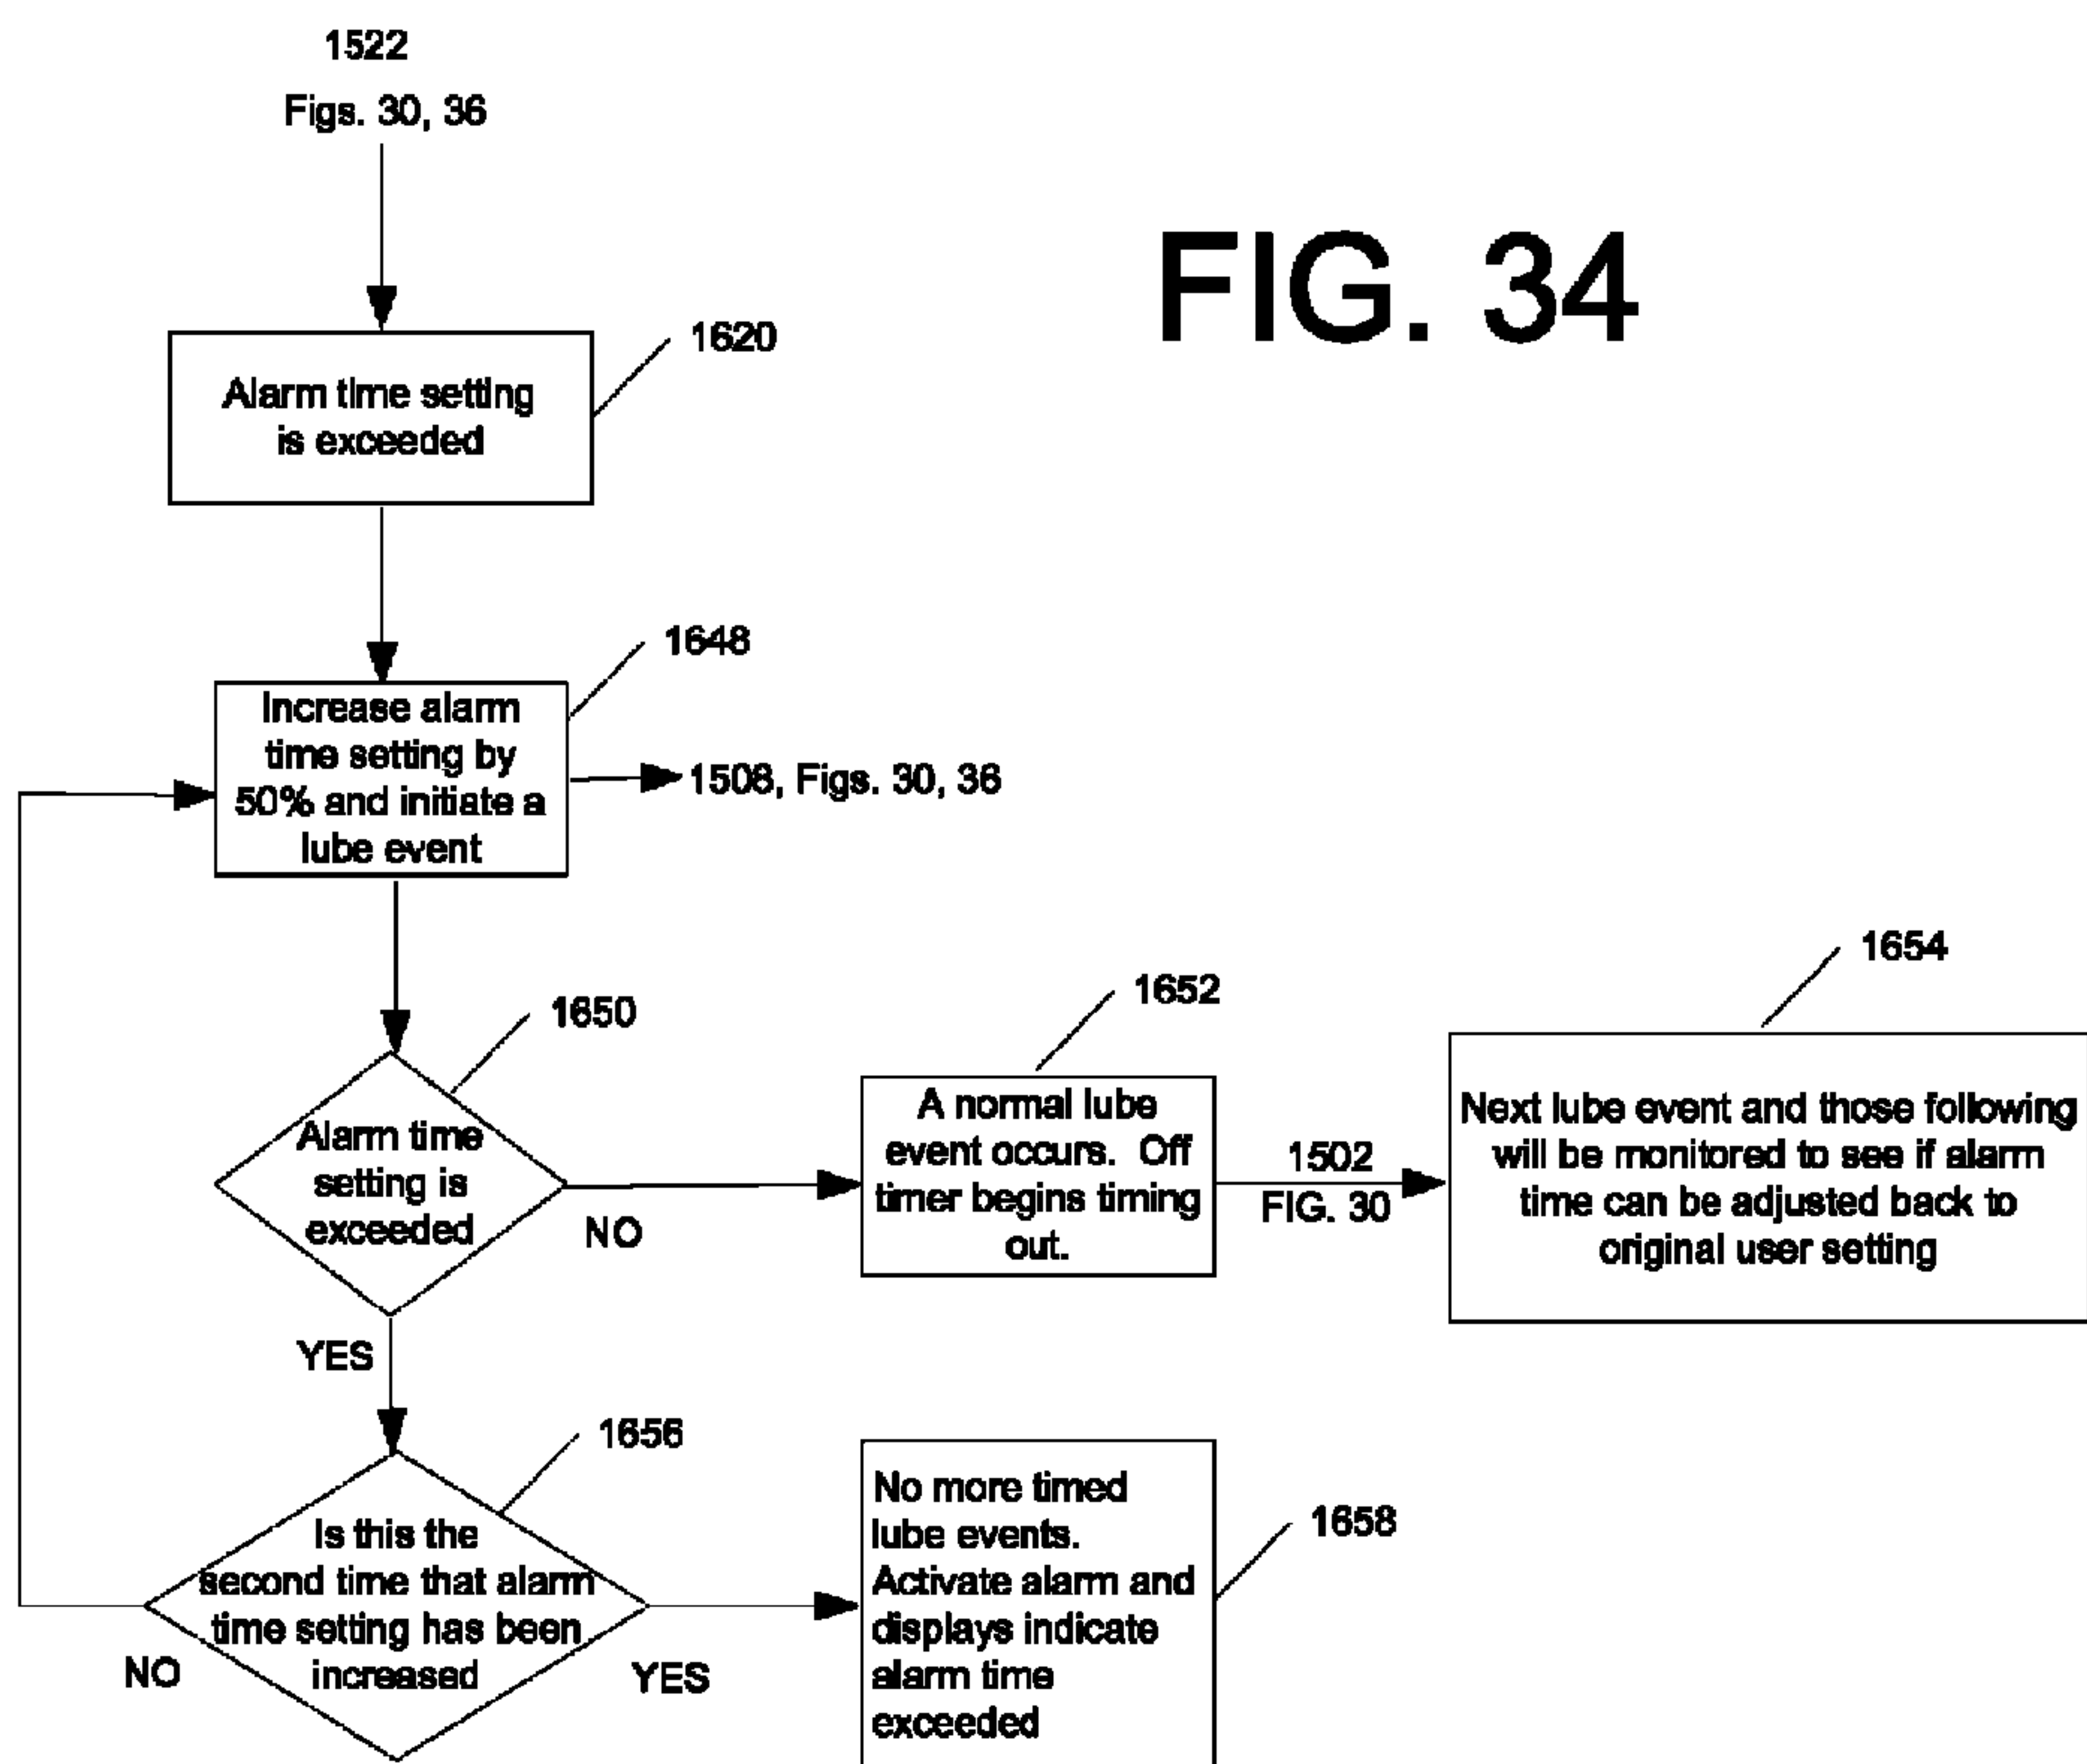 1522
Figs. 30, 36
FIG. 34
1620
Alarm time setting
is exceeded
1648
Increase alarm
time setting by
50% and initiate a
lube event
1508, Figs. 30, 36
1650
Alarm time
setting is
exceeded
NO
YES
1652
A normal lube
event occurs. Off
timer begins timing
out.
1502
FIG. 30
1654
Next lube event and those following
will be monitored to see if alarm
time can be adjusted back to
original user setting
1656
Is this the
second time that alarm
time setting has been
increased
NO
YES
1658
No more timed
lube events.
Activate alarm and
displays indicate
alarm time
exceeded